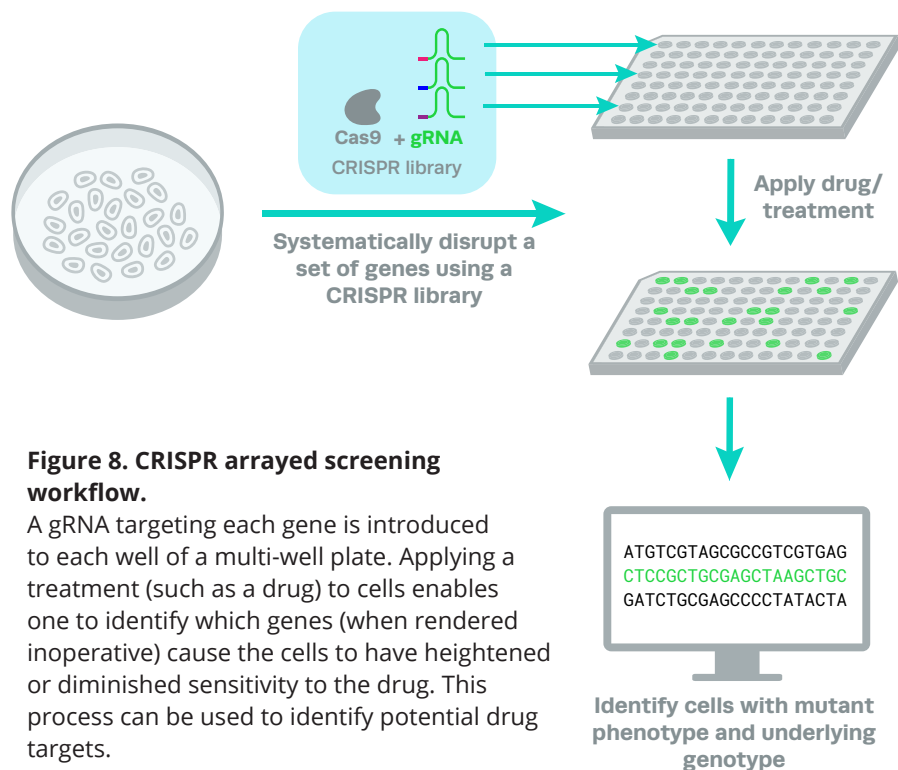 Cas9 + gRNA
CRISPR library
Systematically disrupt a
set of genes using a
CRISPR library
Apply drug/
treatment
Figure 8. CRISPR arrayed screening
workflow.
A gRNA targeting each gene is introduced
to each well of a multi-well plate. Applying a
treatment (such as a drug) to cells enables
one to identify which genes (when rendered
inoperative) cause the cells to have heightened
or diminished sensitivity to the drug. This
process can be used to identify potential drug
targets.
ATGTCGTAGCGCCGTCGTGAG
CTCCGCTGCGAGCTAAGCTGC
GATCTGCGAGCCCCTATACTA
Identify cells with mutant
phenotype and underlying
genotype